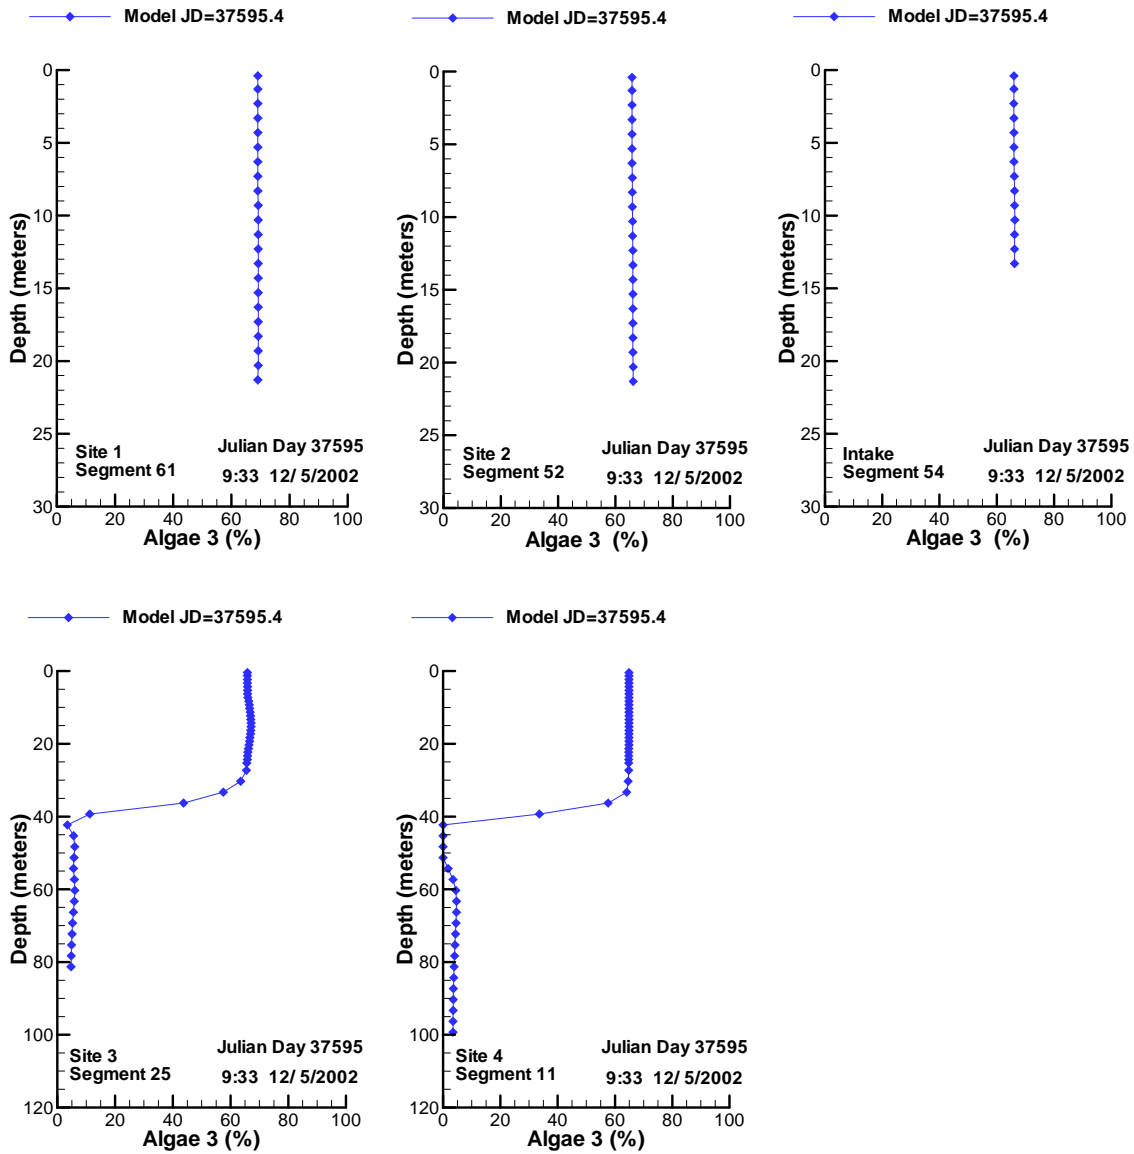 Model JD=37595.4
0
5
10
15
20
25
30
Depth (meters)
Site 1
Segment 61
Julian Day 37595
9:33 12/ 5/2002
0 20 40 60 80 100
Algae 3 (%)
Model JD=37595.4
0
5
10
15
20
25
30
Depth (meters)
Site 2
Segment 52
Julian Day 37595
9:33 12/ 5/2002
0 20 40 60 80 100
Algae 3 (%)
Model JD=37595.4
0
5
10
15
20
25
30
Depth (meters)
Intake
Segment 54
Julian Day 37595
9:33 12/ 5/2002
0 20 40 60 80 100
Algae 3 (%)
Model JD=37595.4
0
20
40
60
80
100
120
Depth (meters)
Site 3
Segment 25
Julian Day 37595
9:33 12/ 5/2002
0 20 40 60 80 100
Algae 3 (%)
Model JD=37595.4
0
20
40
60
80
100
120
Depth (meters)
Site 4
Segment 11
Julian Day 37595
9:33 12/ 5/2002
0 20 40 60 80 100
Algae 3 (%)